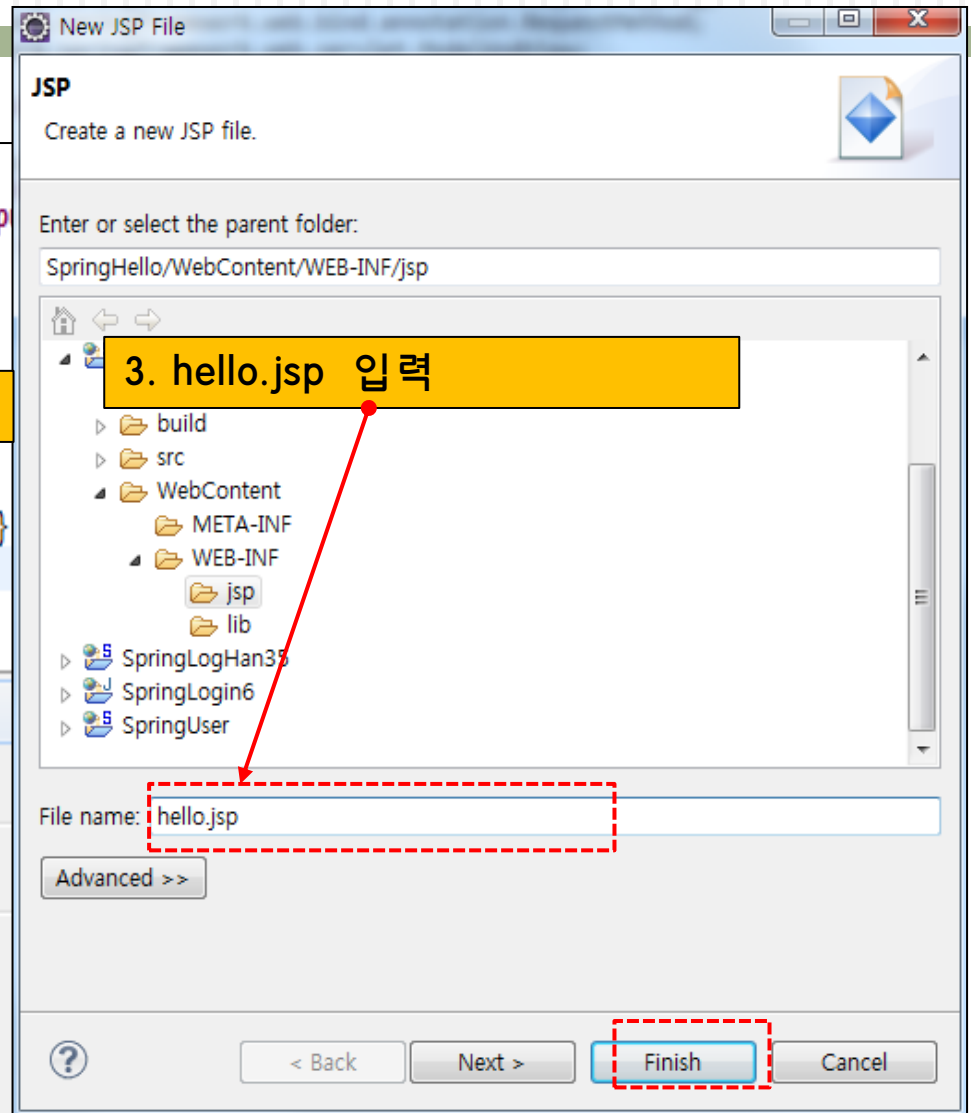 New JSP File
JSP
Create a new JSP file.
Enter or select the parent folder:
SpringHello/WebContent/WEB-INF/jsp
3. hello.jsp 입력
build
src
WebContent
META-INF
WEB-INF
jsp
lib
SpringLogHan35
SpringLogin6
SpringUser
File name: hello.jsp
Advanced >>
< Back Next > Finish Cancel